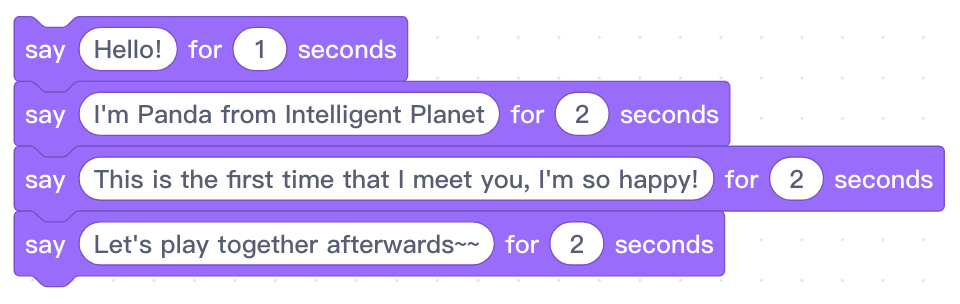 say Hello! for 1 seconds
say I'm Panda from Intelligent Planet for 2 seconds
say This is the first time that I meet you, I'm so happy! for 2 seconds
say Let's play together afterwards~~ for 2 seconds